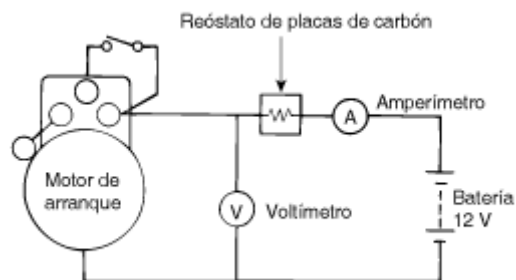 Reóstato de placas de carbón
Amperímetro
A
Motor de
arranque
V
Voltímetro
Batería
12 V